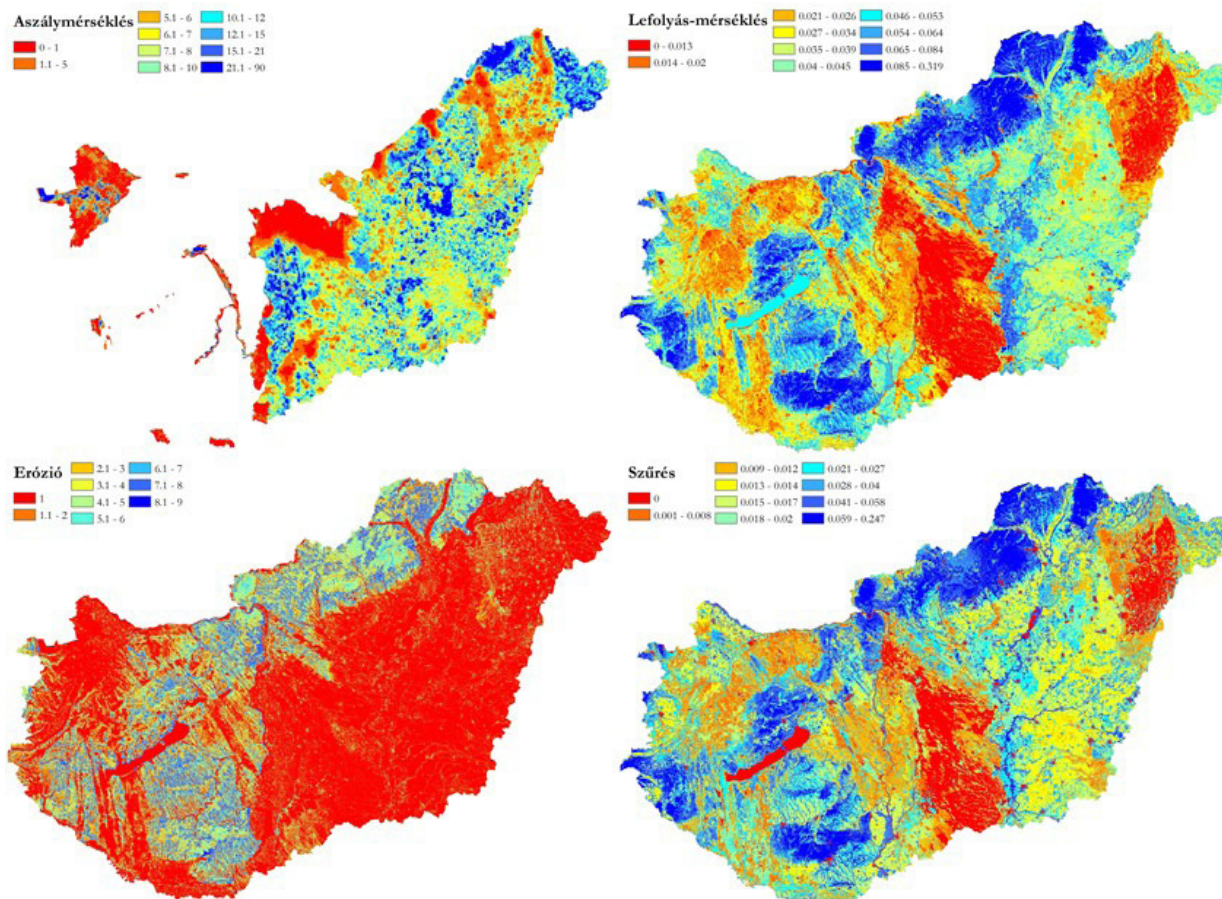 Aszálymérséklés
0 - 1
1.1 - 5
5.1 - 6
6.1 - 7
7.1 - 8
8.1 - 10
10.1 - 12
12.1 - 15
15.1 - 21
21.1 - 90
Lefolyás-mérséklés
0 - 0.013
0.014 - 0.02
0.021 - 0.026
0.027 - 0.034
0.035 - 0.039
0.04 - 0.045
0.046 - 0.053
0.054 - 0.064
0.065 - 0.084
0.085 - 0.319
Erózió
1
1.1 - 2
2.1 - 3
3.1 - 4
4.1 - 5
5.1 - 6
6.1 - 7
7.1 - 8
8.1 - 9
Szűrés
0
0.001 - 0.008
0.009 - 0.012
0.013 - 0.014
0.015 - 0.017
0.018 - 0.02
0.021 - 0.027
0.028 - 0.04
0.041 - 0.058
0.059 - 0.247